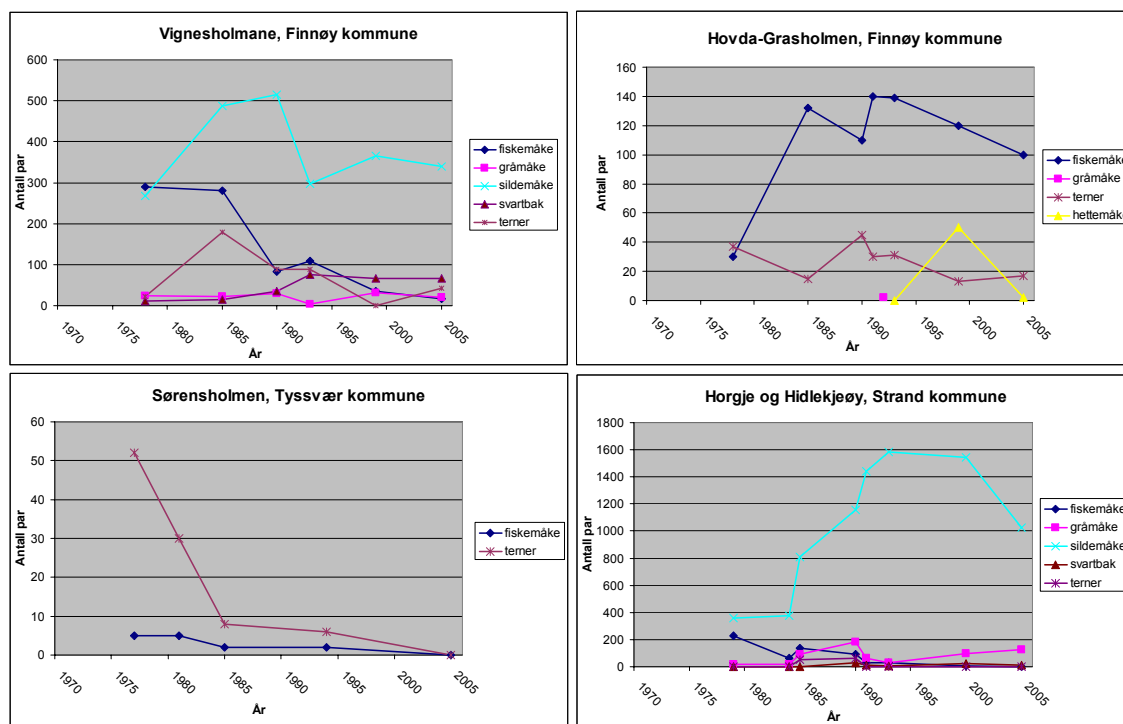 Vignesholmane, Finnøy kommune
600
500
400
300
200
100
0
Antall par
1970
1975
1980
1985
1990
1995
2000
2005
År
fiskemåke
gråmåke
sildemåke
svartbak
terner
Hovda-Grasholmen, Finnøy kommune
160
140
120
100
80
60
40
20
0
Antall par
1970
1975
1980
1985
1990
1995
2000
2005
År
fiskemåke
gråmåke
terner
hettemåke
Sørensholmen, Tyssvær kommune
60
50
40
30
20
10
0
Antall par
1970
1975
1980
1985
1990
1995
2000
2005
År
fiskemåke
terner
Horgje og Hidlekjeøy, Strand kommune
1800
1600
1400
1200
1000
800
600
400
200
0
Antall par
1970
1975
1980
1985
1990
1995
2000
2005
År
fiskemåke
gråmåke
sildemåke
svartbak
terner